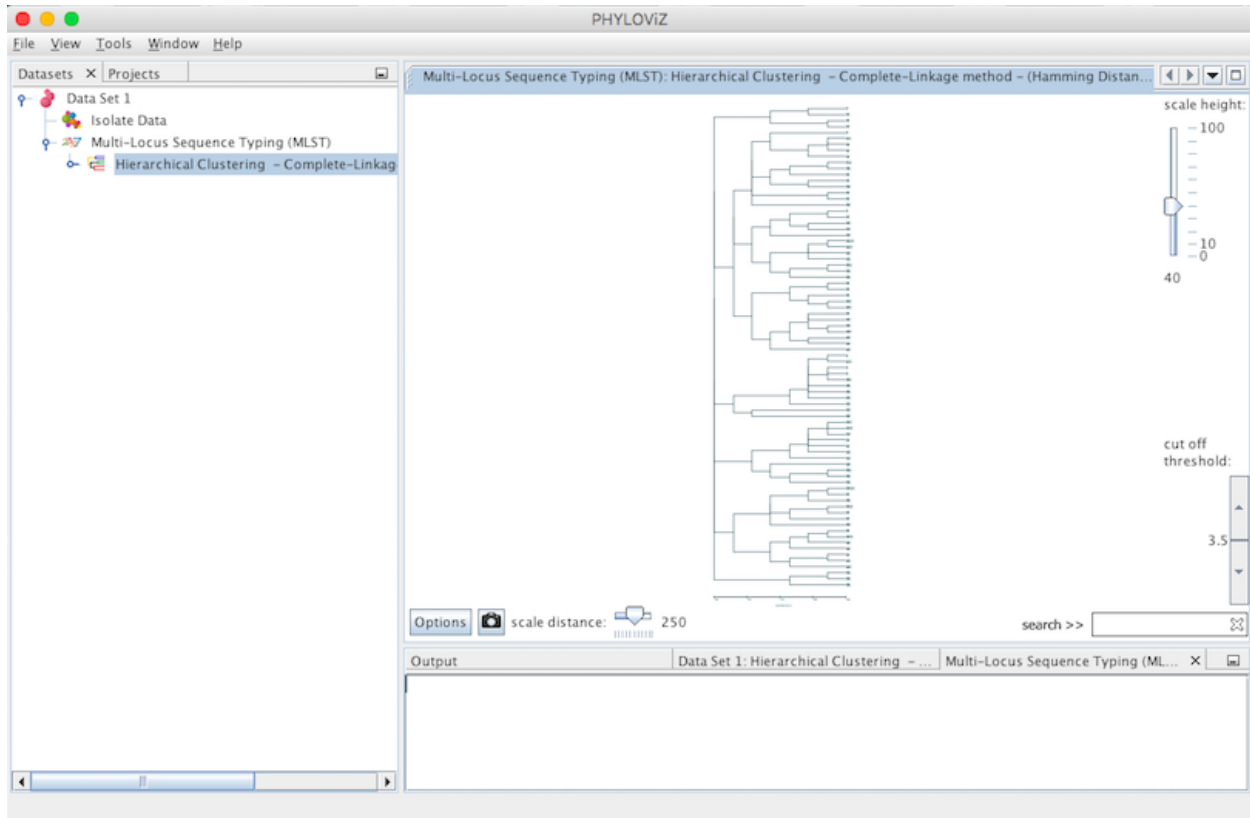 PHYLOViZ
File View Tools Window Help
Datasets X Projects
Data Set 1
Isolate Data
Multi-Locus Sequence Typing (MLST)
Hierarchical Clustering - Complete-Linkag
Multi-Locus Sequence Typing (MLST): Hierarchical Clustering - Complete-Linkage method - (Hamming Distan...
scale height:
100
10
0
40
cut off
threshold:
3.5
Options scale distance: 250
search >>
Output Data Set 1: Hierarchical Clustering - ... Multi-Locus Sequence Typing (ML... X